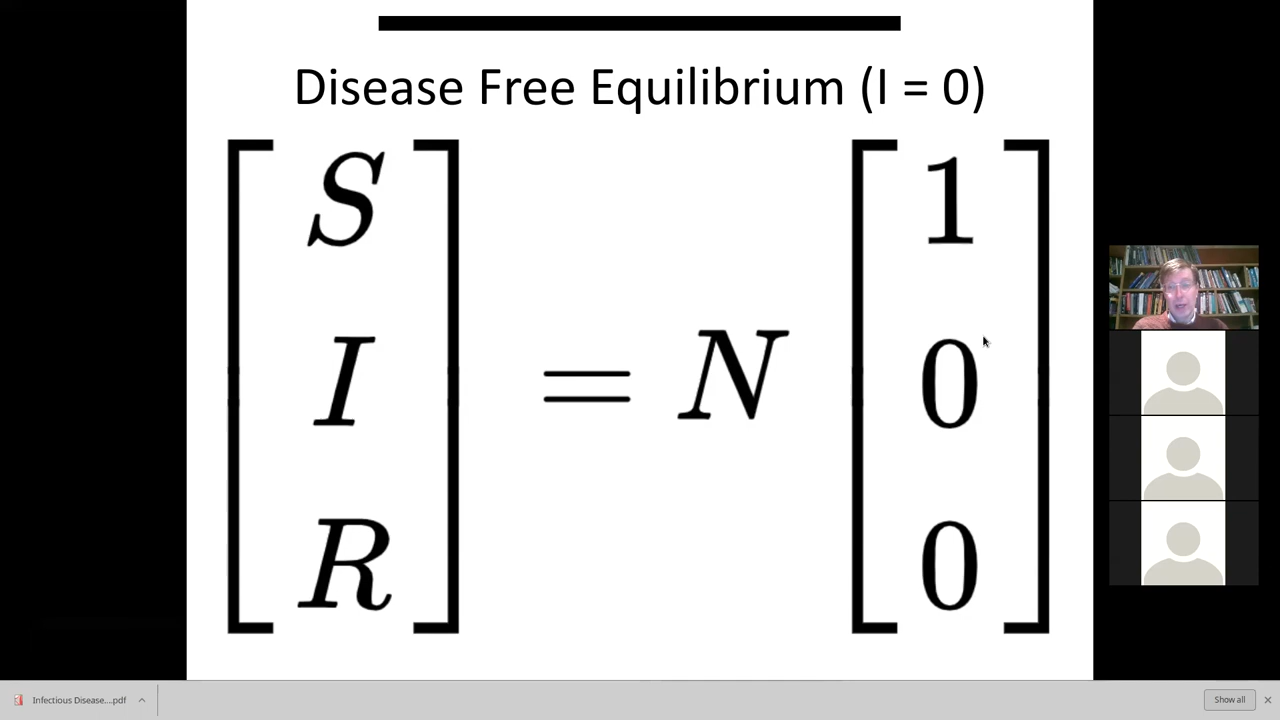 Disease Free Equilibrium (I = 0)
S 1
I = N 0
R 0
Infectious Disease....pdf
Show all